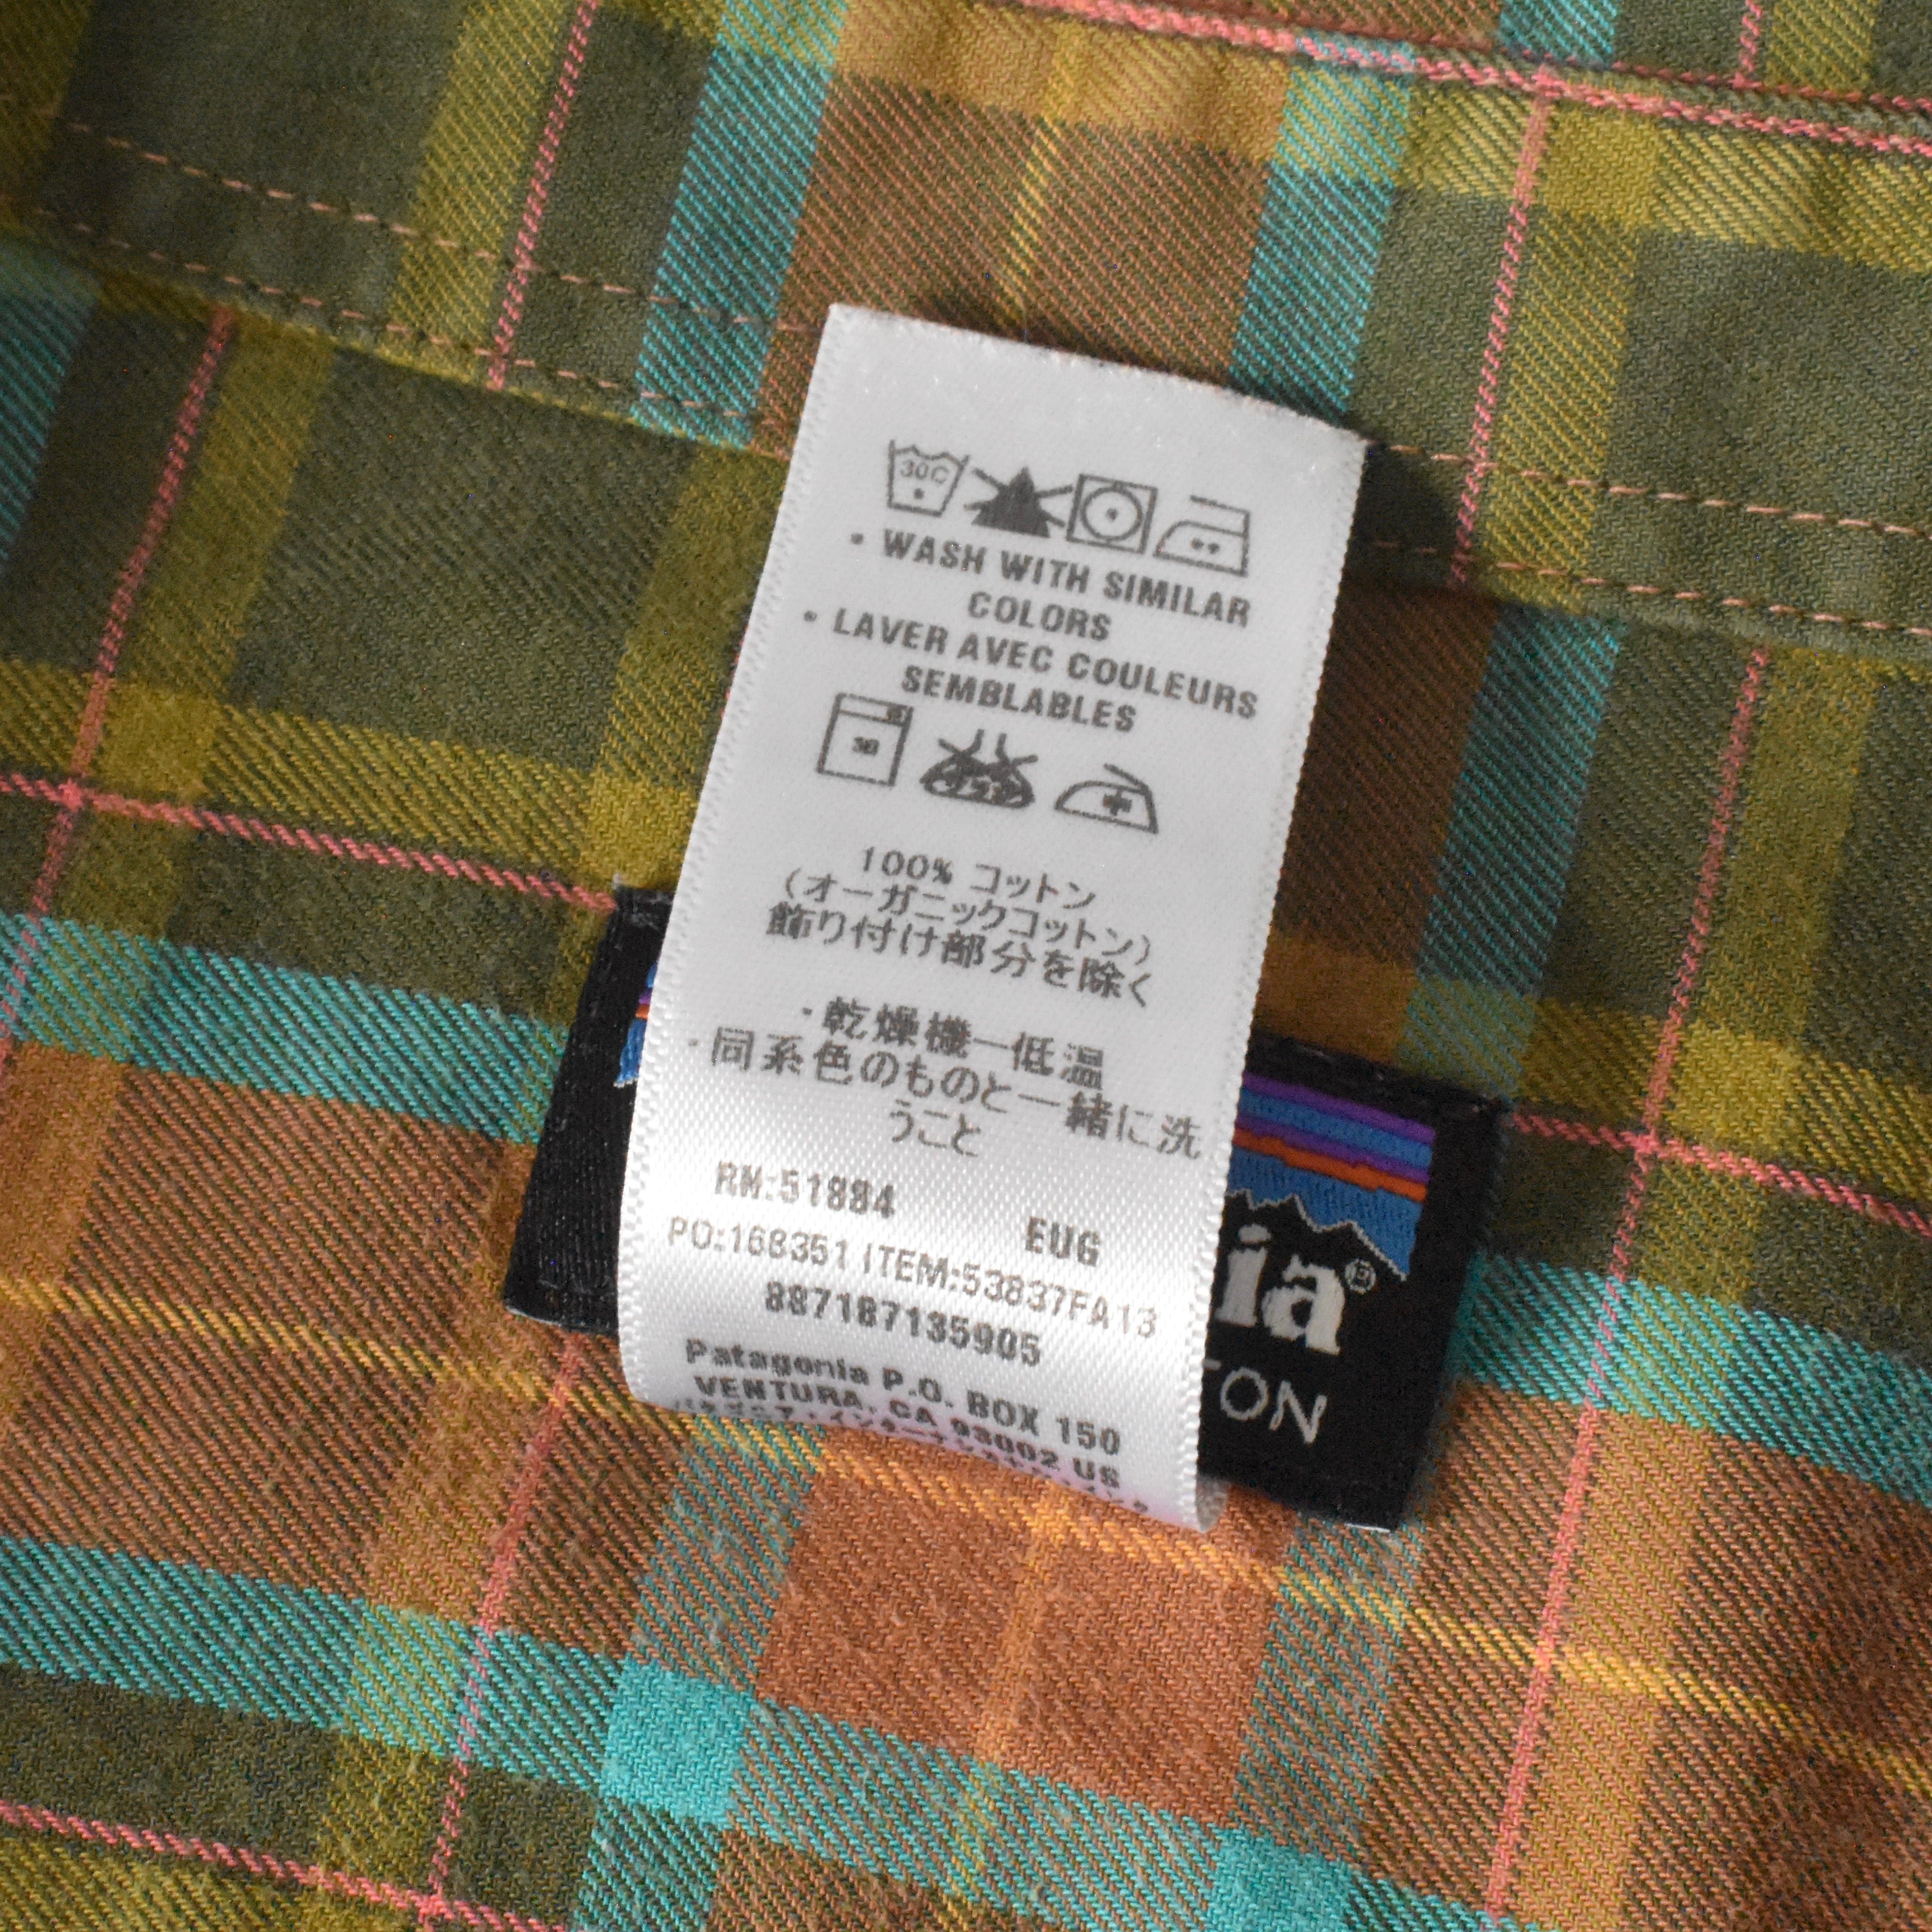 30C
• WASH WITH SIMILAR
COLORS
• LAVER AVEC COULEURS
SEMBLABLES
30
100% コットン
(オーガニックコットン)
飾り付け部分を除く
・乾燥機―低温
・同系色のものと一緒に洗
うこと
RN:51884
EUG
PO:168351 ITEM:53837FA13
887187135905
Patagonia P.O. BOX 150
VENTURA, CA 93002 US
ia®
TON